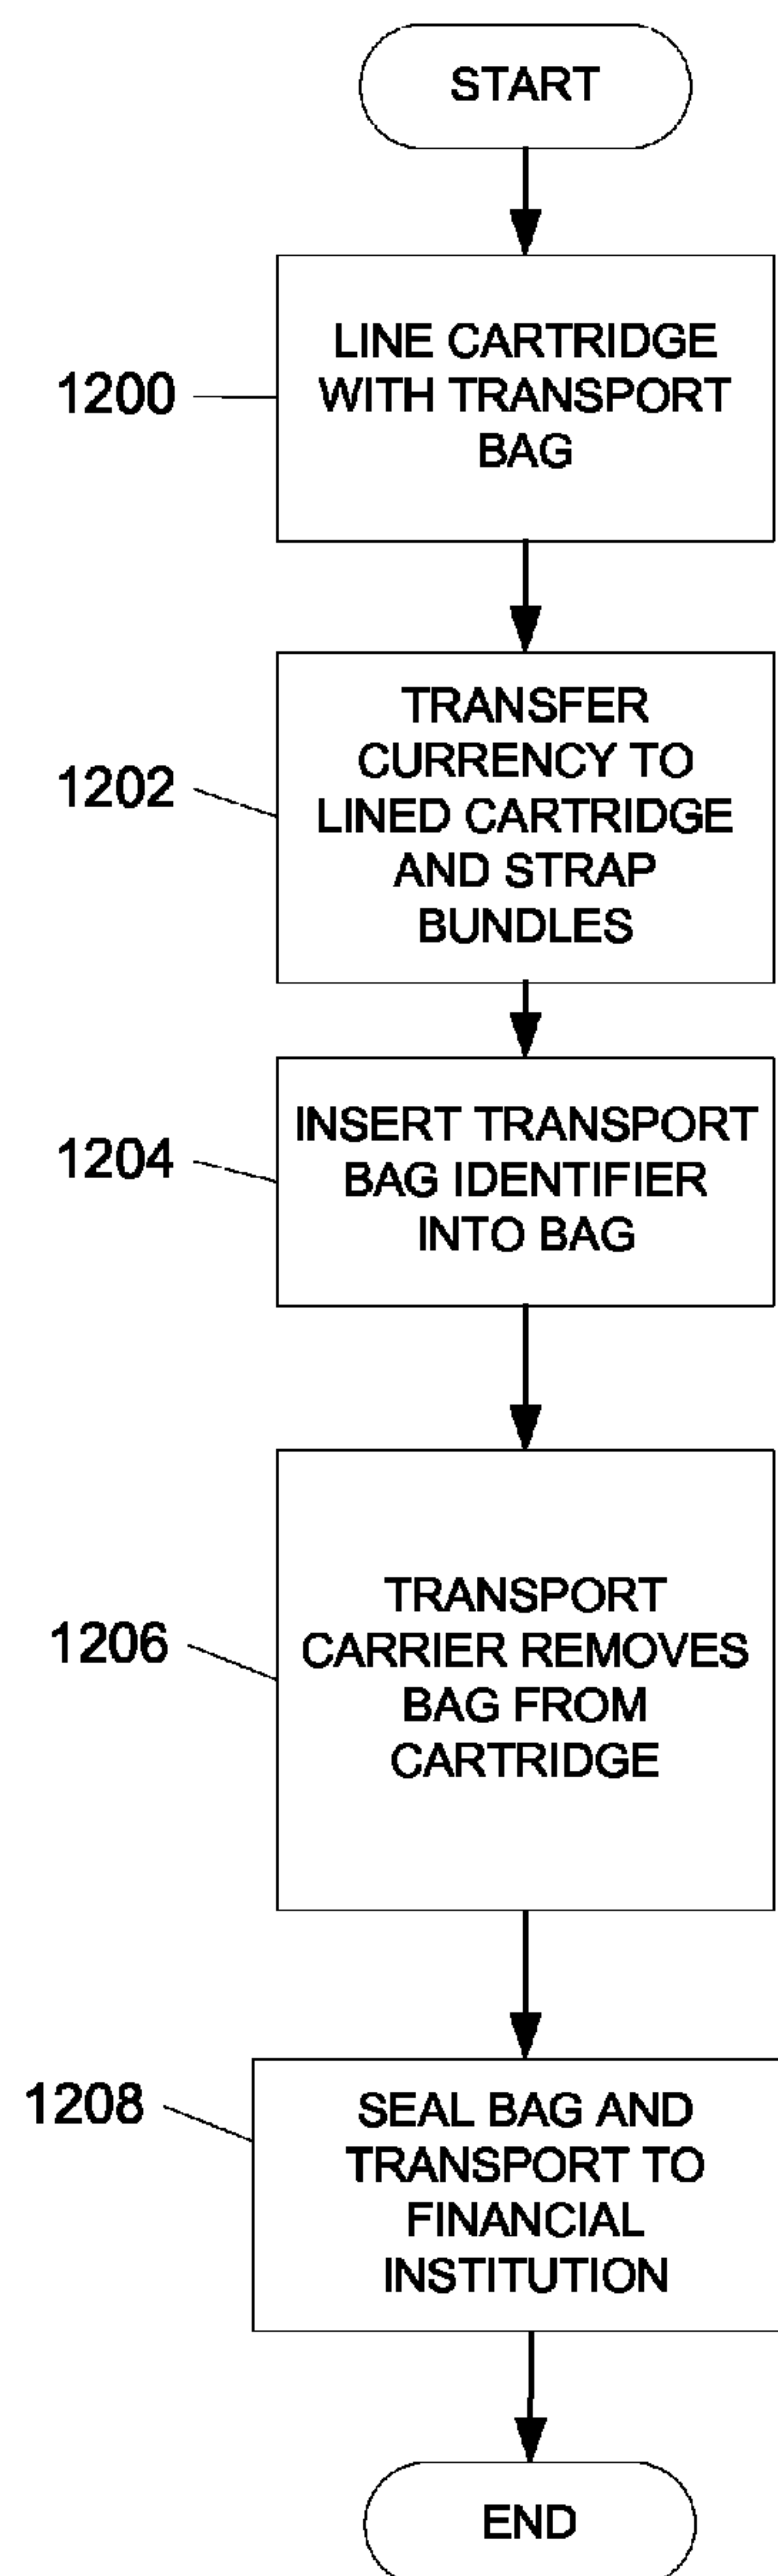 START
LINE CARTRIDGE
1200
WITH TRANSPORT
BAG
TRANSFER
CURRENCY TO
1202
LINED CARTRIDGE
AND STRAP
BUNDLES
INSERT TRANSPORT
1204
BAG IDENTIFIER
INTO BAG
TRANSPORT
1206
CARRIER REMOVES
BAG FROM
CARTRIDGE
1208
SEAL BAG AND
TRANSPORT TO
FINANCIAL
INSTITUTION
END